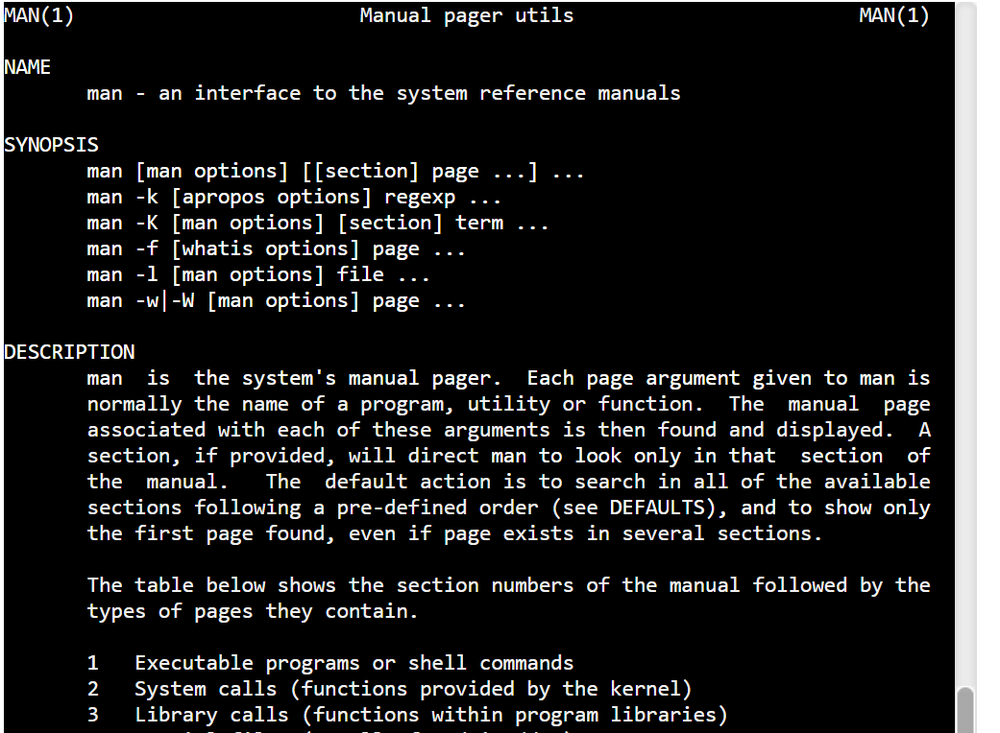 MAN(1)                        Manual pager utils                        MAN(1)
NAME
       man - an interface to the system reference manuals
SYNOPSIS
       man [man options] [[section] page ...] ...
       man -k [apropos options] regexp ...
       man -K [man options] [section] term ...
       man -f [whatis options] page ...
       man -l [man options] file ...
       man -w|-W [man options] page ...
DESCRIPTION
       man  is  the system's manual pager.  Each page argument given to man is
       normally the name of a program, utility or function.  The  manual  page
       associated with each of these arguments is then found and displayed.  A
       section, if provided, will direct man to look only in that  section  of
       the  manual.   The  default action is to search in all of the available
       sections following a pre-defined order (see DEFAULTS), and to show only
       the first page found, even if page exists in several sections.
       The table below shows the section numbers of the manual followed by the
       types of pages they contain.
       1   Executable programs or shell commands
       2   System calls (functions provided by the kernel)
       3   Library calls (functions within program libraries)